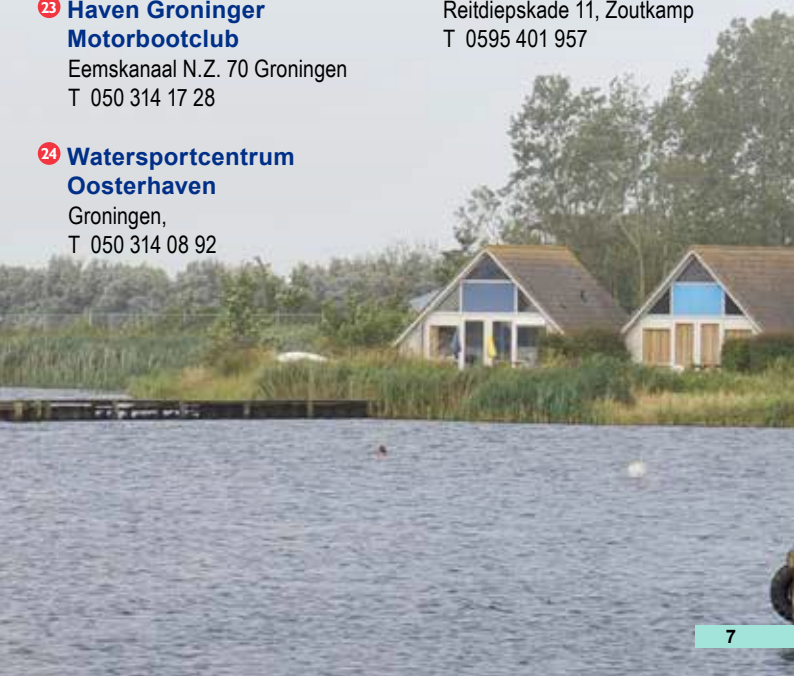 23 Haven Groninger
Motorbootclub
Eemskanaal N.Z. 70 Groningen
T 050 314 17 28
24 Watersportcentrum
Oosterhaven
Groningen,
T 050 314 08 92
Reitdiepskade 11, Zoutkamp
T 0595 401 957
7